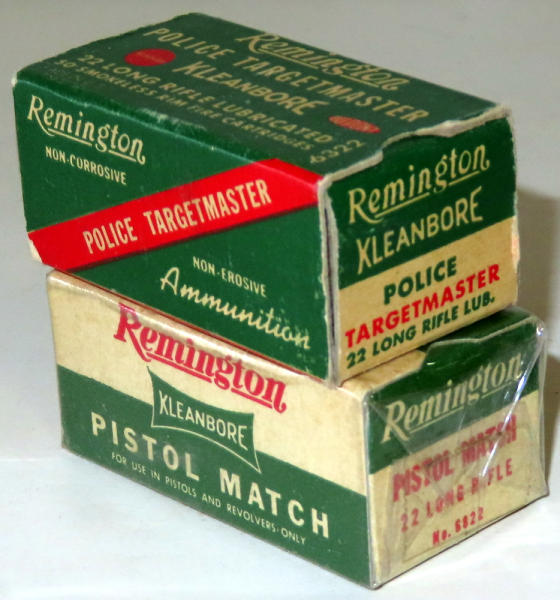 Remington
POLICE TARGETMASTER
KLEANBORE
22 LONG RIFLE LUBRICATED
50 SMOKELESS RIM FIRE CARTRIDGES
6322
Remington
NON-CORROSIVE
POLICE TARGETMASTER
NON-EROSIVE
Ammunition
Remington
KLEANBORE
POLICE
TARGETMASTER
22 LONG RIFLE LUB.
Remington
KLEANBORE
PISTOL MATCH
FOR USE IN PISTOLS AND REVOLVERS·ONLY
Remington
PISTOL MATCH
22 LONG RIFLE
No. 6822